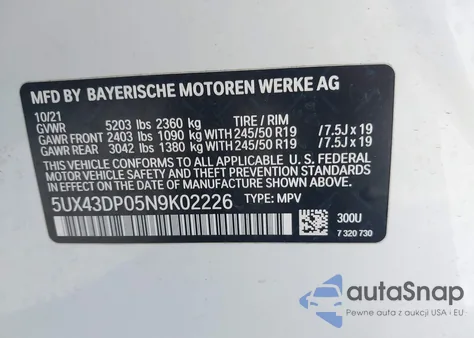 MFD BY BAYERISCHE MOTOREN WERKE AG
10/21
GVWR 5203 lbs 2360 kg TIRE / RIM
GAWR FRONT 2403 lbs 1090 kg WITH 245/50 R19 /7.5J x 19
GAWR REAR 3042 lbs 1380 kg WITH 245/50 R19 /7.5J x 19
THIS VEHICLE CONFORMS TO ALL APPLICABLE U. S. FEDERAL
MOTOR VEHICLE SAFETY, BUMPER, AND THEFT PREVENTION
STANDARDS IN EFFECT ON THE DATE OF MANUFACTURE SHOWN ABOVE.
5UX43DP05N9K02226 TYPE: MPV
300U
7 320 730
autoSnap
Pewne auta z aukcji USA i EU